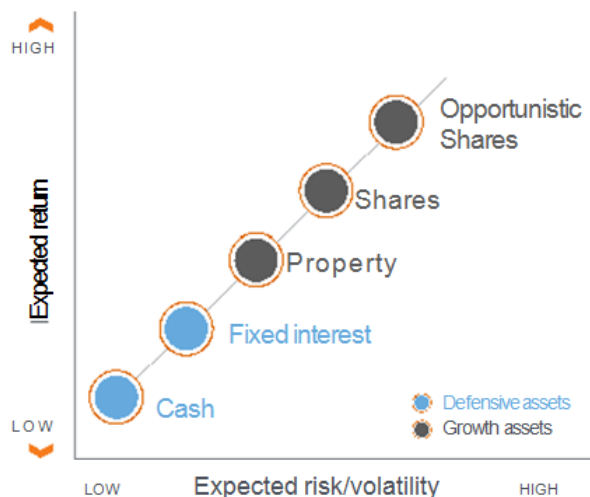 HIGH
Opportunistic
Shares
Shares
Property
Expected return
Fixed interest
Cash
Defensive assets
LOW
Growth assets
LOW
Expected risk/volatility
HIGH